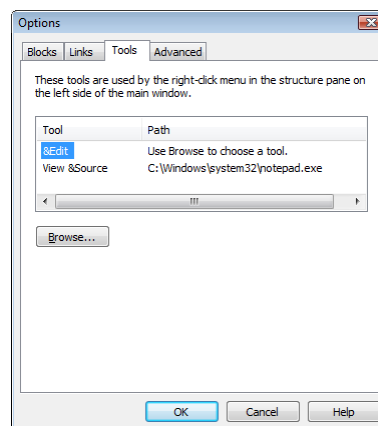 Options
Blocks Links Tools Advanced
These tools are used by the right-click menu in the structure pane on
the left side of the main window.
Tool Path
&Edit Use Browse to choose a tool.
View &Source C:\Windows\system32\notepad.exe
Browse...
OK Cancel Help